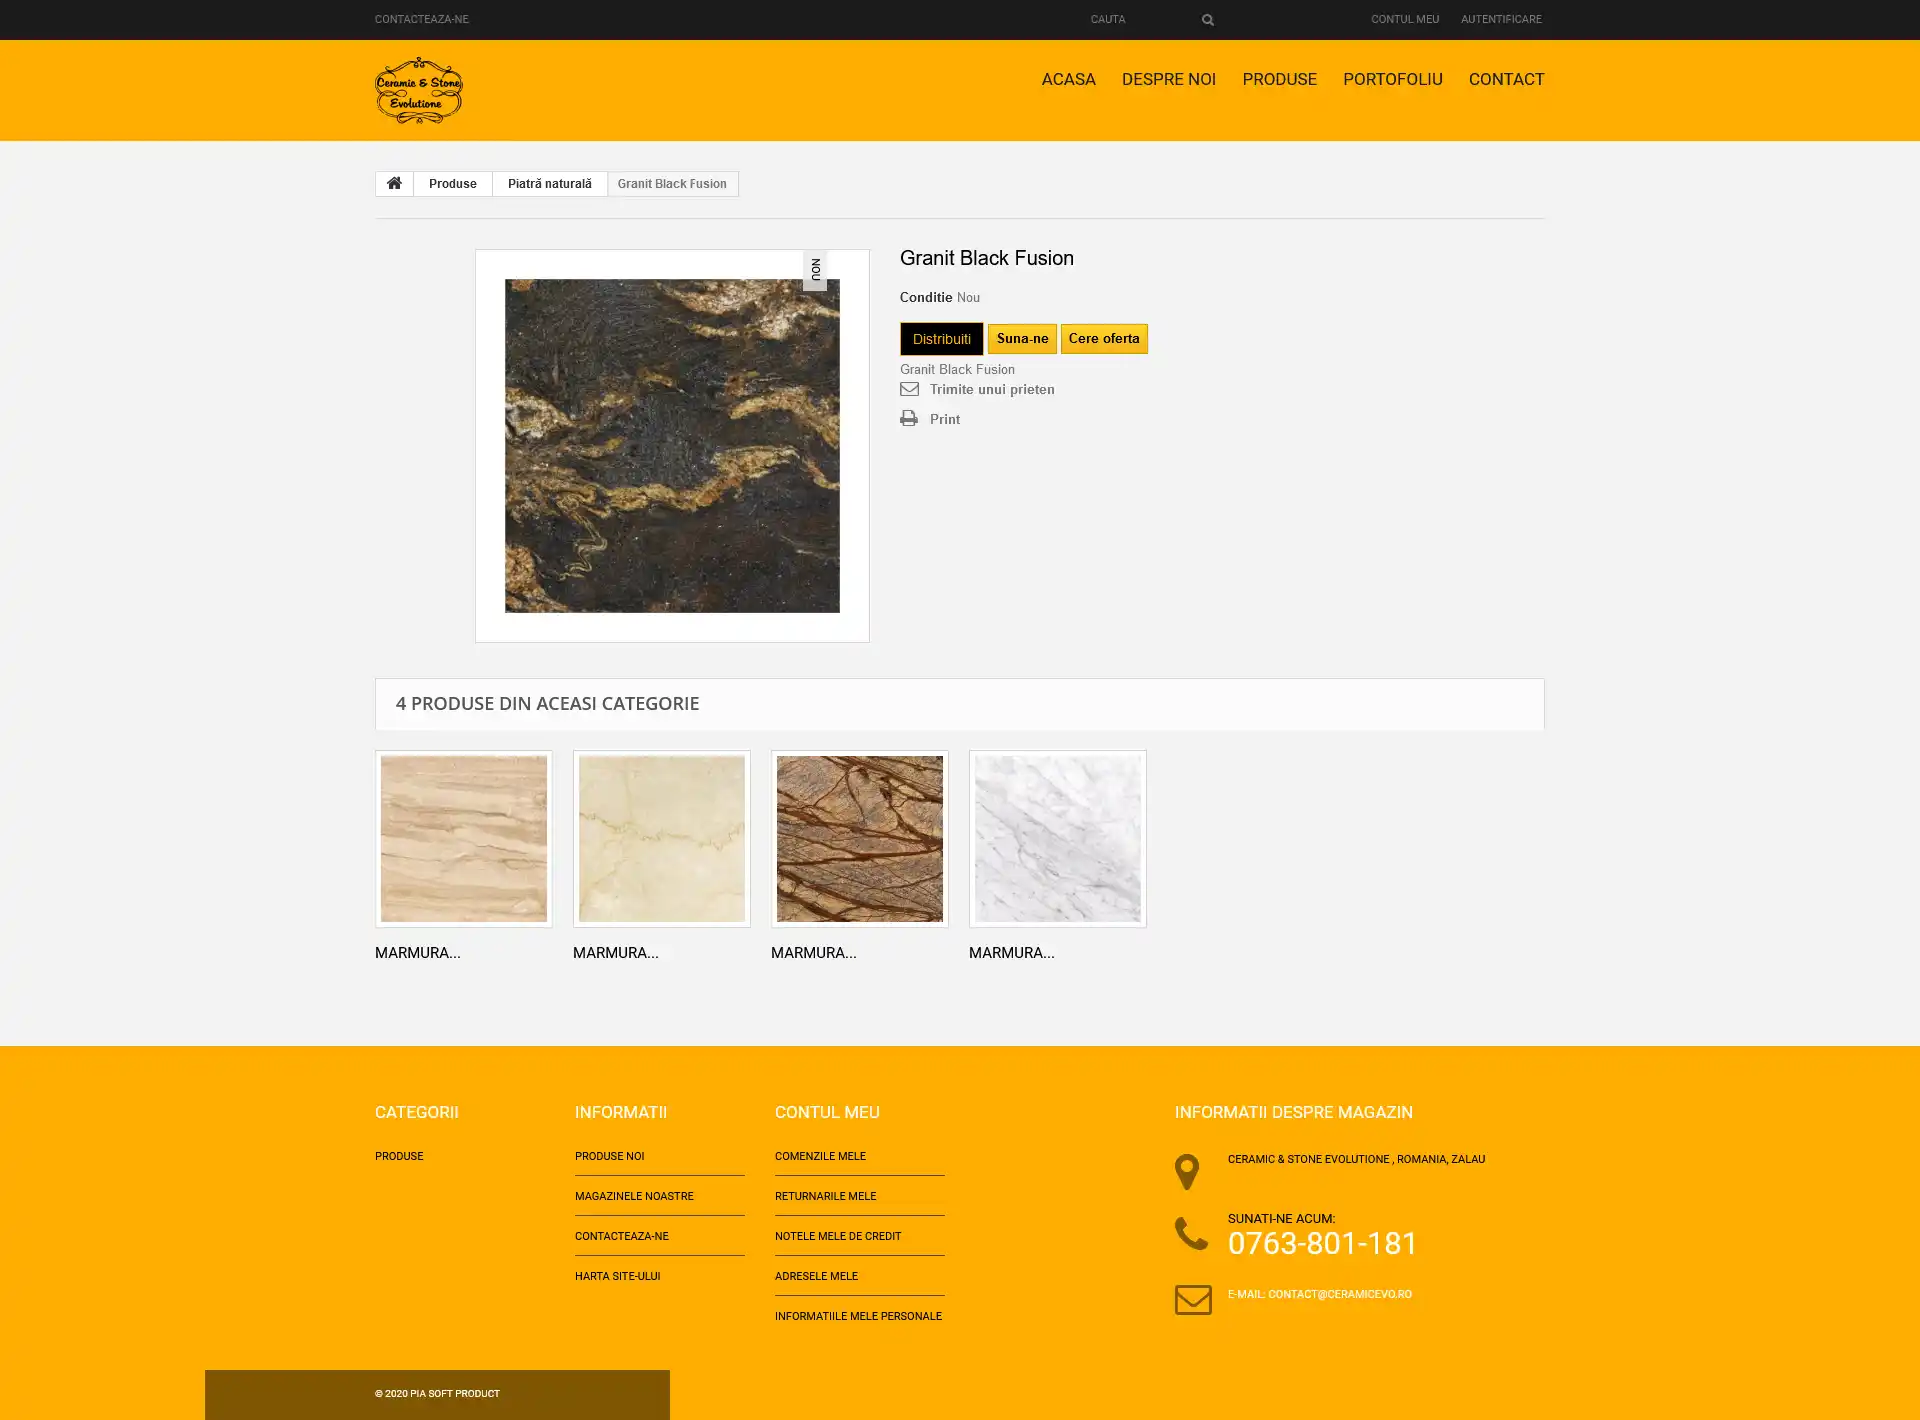 CONTACTEAZA-NE
CAUTA
CONTUL MEU
AUTENTIFICARE
Ceramic & Stone
Evolutione
ACASA
DESPRE NOI
PRODUSE
PORTOFOLIU
CONTACT
Produse
Piatră naturală
Granit Black Fusion
NOU
Granit Black Fusion
Conditie Nou
Distribuiti
Suna-ne
Cere oferta
Granit Black Fusion
Trimite unui prieten
Print
4 PRODUSE DIN ACEASI CATEGORIE
MARMURA...
MARMURA...
MARMURA...
MARMURA...
CATEGORII
PRODUSE
INFORMATII
PRODUSE NOI
MAGAZINELE NOASTRE
CONTACTEAZA-NE
HARTA SITE-ULUI
CONTUL MEU
COMENZILE MELE
RETURNARILE MELE
NOTELE MELE DE CREDIT
ADRESELE MELE
INFORMATIILE MELE PERSONALE
INFORMATII DESPRE MAGAZIN
CERAMIC & STONE EVOLUTIONE , ROMANIA, ZALAU
SUNATI-NE ACUM:
0763-801-181
E-MAIL: CONTACT@CERAMICEVO.RO
© 2020 PIA SOFT PRODUCT